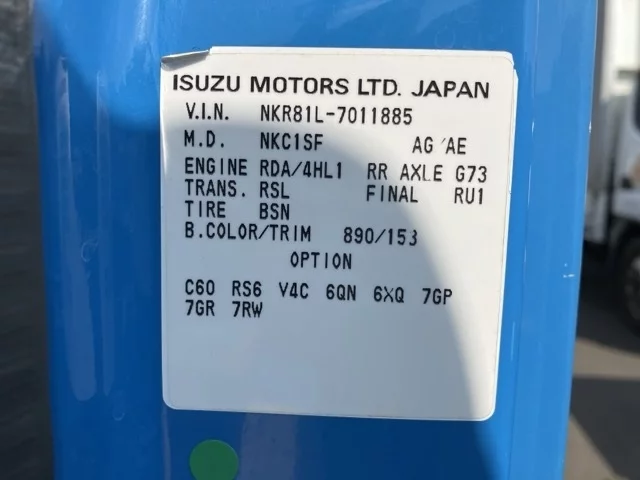 ISUZU MOTORS LTD. JAPAN
V.I.N. NKR81L-7011885
M.D. NKC1SF AG/AE
ENGINE RDA/4HL1 RR AXLE G73
TRANS. RSL FINAL RU1
TIRE BSN
B.COLOR/TRIM 890/153
OPTION
C60 RS6 V4C 6QN 6XQ 7GP
7GR 7RW